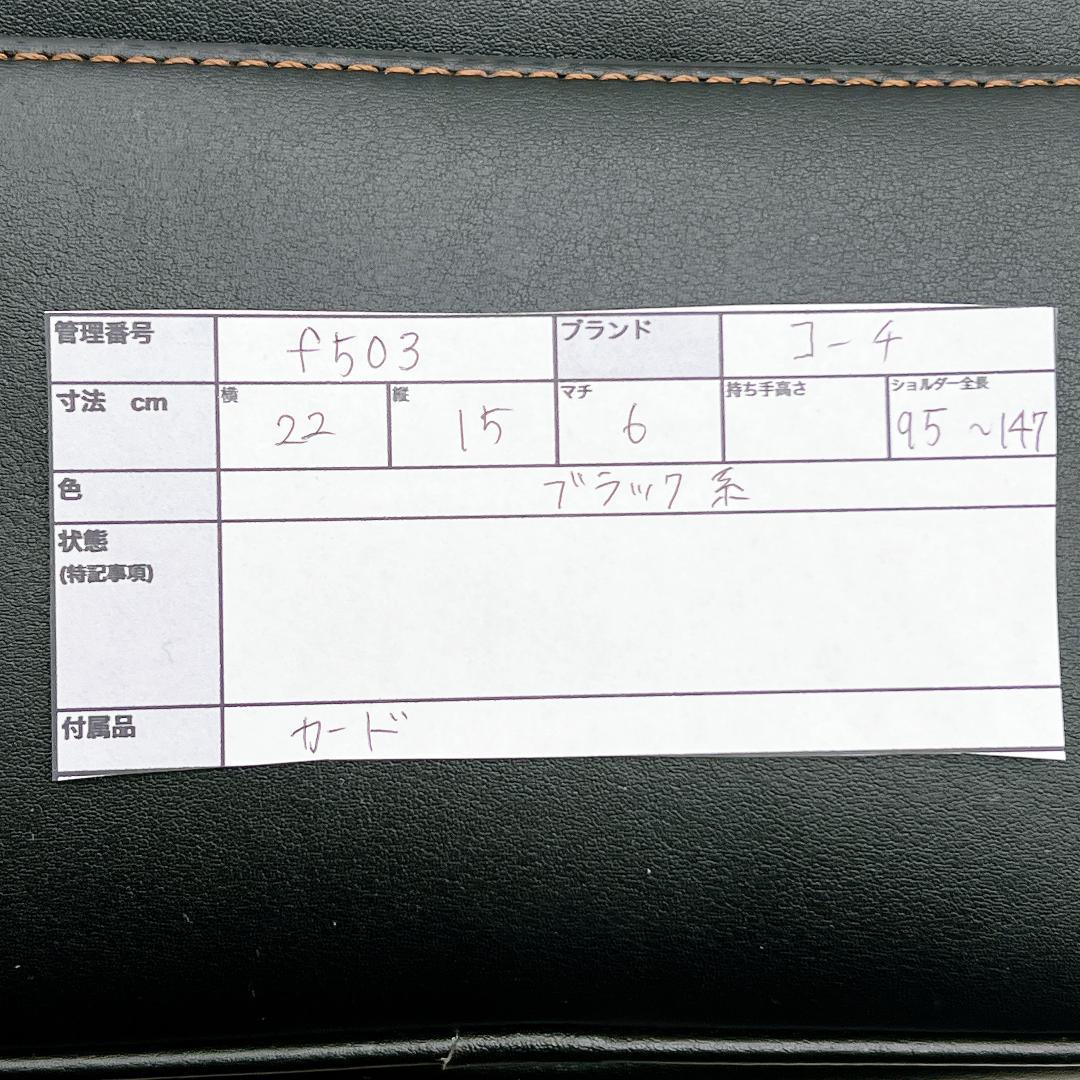 管理番号 f503 ブランド コーチ
寸法 cm 横 22 縦 15 マチ 6 持ち手高さ ショルダー全長 95 ~147
色 ブラック系
状態
(特記事項)
付属品 カード